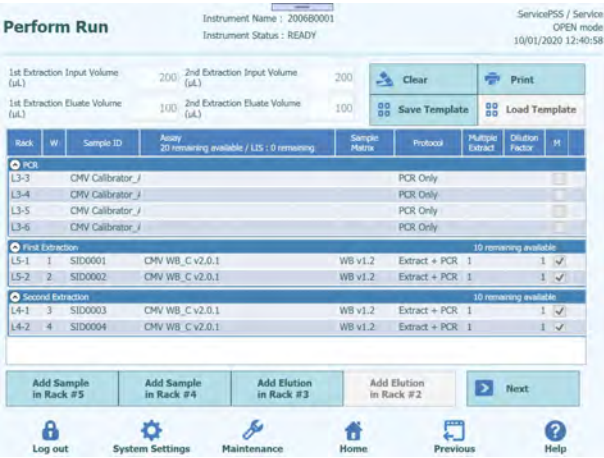 Perform Run
Instrument Name : 2006B0001
Instrument Status : READY
ServicePSS / Service
OPEN mode
10/01/2020 12:40:58
1st Extraction Input Volume (µL) 200 2nd Extraction Input Volume (µL) 200
1st Extraction Eluate Volume (µL) 100 2nd Extraction Eluate Volume (µL) 100
Clear Print
Save Template Load Template
Rack W Sample ID Assay 20 remaining available / LIS : 0 remaining Sample Matrix Protocol Multiple Extract Dilution Factor M
PCR
L3-3 CMV Calibrator_A PCR Only
L3-4 CMV Calibrator_A PCR Only
L3-5 CMV Calibrator_A PCR Only
L3-6 CMV Calibrator_A PCR Only
First Extraction 10 remaining available
L5-1 1 SID0001 CMV WB_C v2.0.1 WB v1.2 Extract + PCR 1 1
L5-2 2 SID0002 CMV WB_C v2.0.1 WB v1.2 Extract + PCR 1 1
Second Extraction 10 remaining available
L4-1 3 SID0003 CMV WB_C v2.0.1 WB v1.2 Extract + PCR 1 1
L4-2 4 SID0004 CMV WB_C v2.0.1 WB v1.2 Extract + PCR 1 1
Add Sample in Rack #5 Add Sample in Rack #4 Add Elution in Rack #3 Add Elution in Rack #2 Next
Log out System Settings Maintenance Home Previous Help